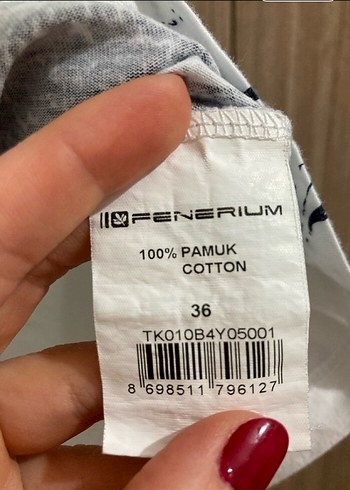 FENERIUM
100% PAMUK
COTTON
36
TK010B4Y05001
8 698511 796127